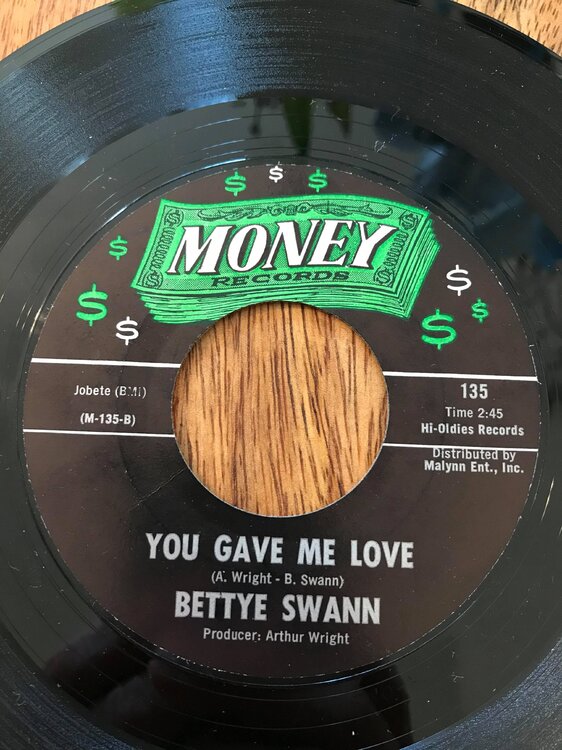 $ $ $
$ $ $
$ $ $
MONEY
RECORDS
Jobete (BMI)
(M-135-B)
135
Time 2:45
Hi-Oldies Records
Distributed by
Malynn Ent., Inc.
YOU GAVE ME LOVE
(A. Wright - B. Swann)
BETTYE SWANN
Producer: Arthur Wright